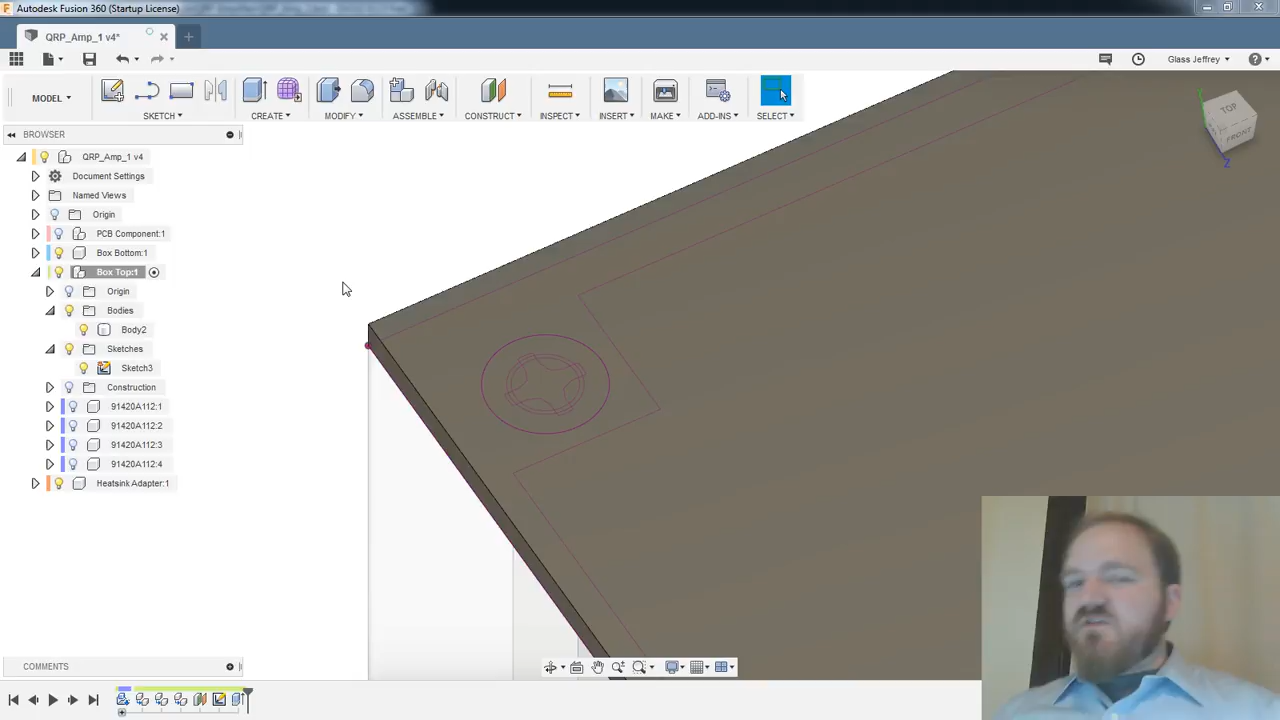 Autodesk Fusion 360 (Startup License)
QRP_Amp_1 v4*
Glass Jeffrey
MODEL
SKETCH
CREATE
MODIFY
ASSEMBLE
CONSTRUCT
INSPECT
INSERT
MAKE
ADD-INS
SELECT
TOP
FRONT
Y
Z
BROWSER
QRP_Amp_1 v4
Document Settings
Named Views
Origin
PCB Component:1
Box Bottom:1
Box Top:1
Origin
Bodies
Body2
Sketches
Sketch3
Construction
91420A112:1
91420A112:2
91420A112:3
91420A112:4
Heatsink Adapter:1
COMMENTS